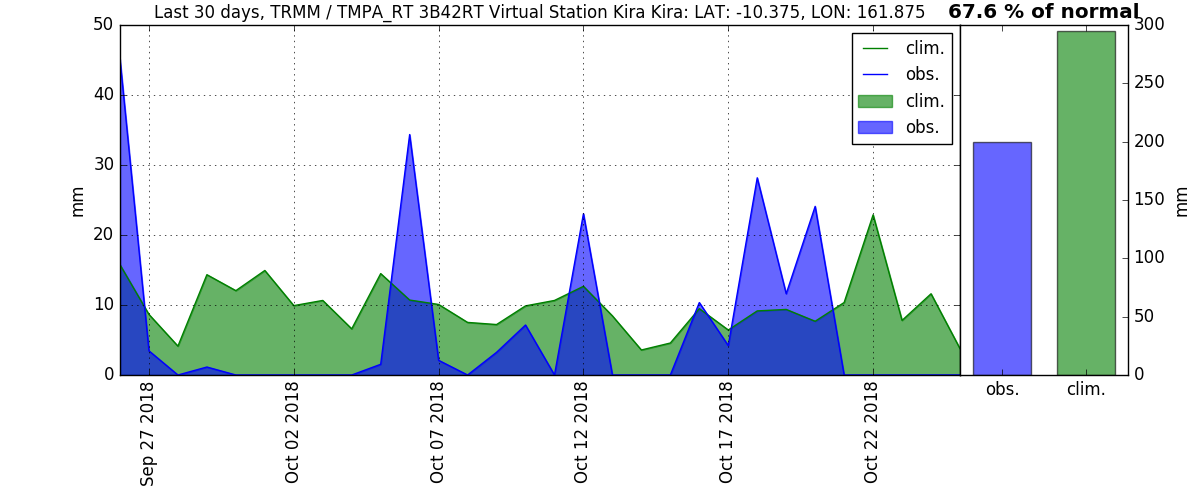 Last 30 days, TRMM / TMPA_RT 3B42RT Virtual Station Kira Kira: LAT: -10.375, LON: 161.875
67.6 % of normal
50
40
30
20
10
0
mm
clim.
obs.
clim.
obs.
Sep 27 2018
Oct 02 2018
Oct 07 2018
Oct 12 2018
Oct 17 2018
Oct 22 2018
300
250
200
150
100
50
0
mm
obs.
clim.